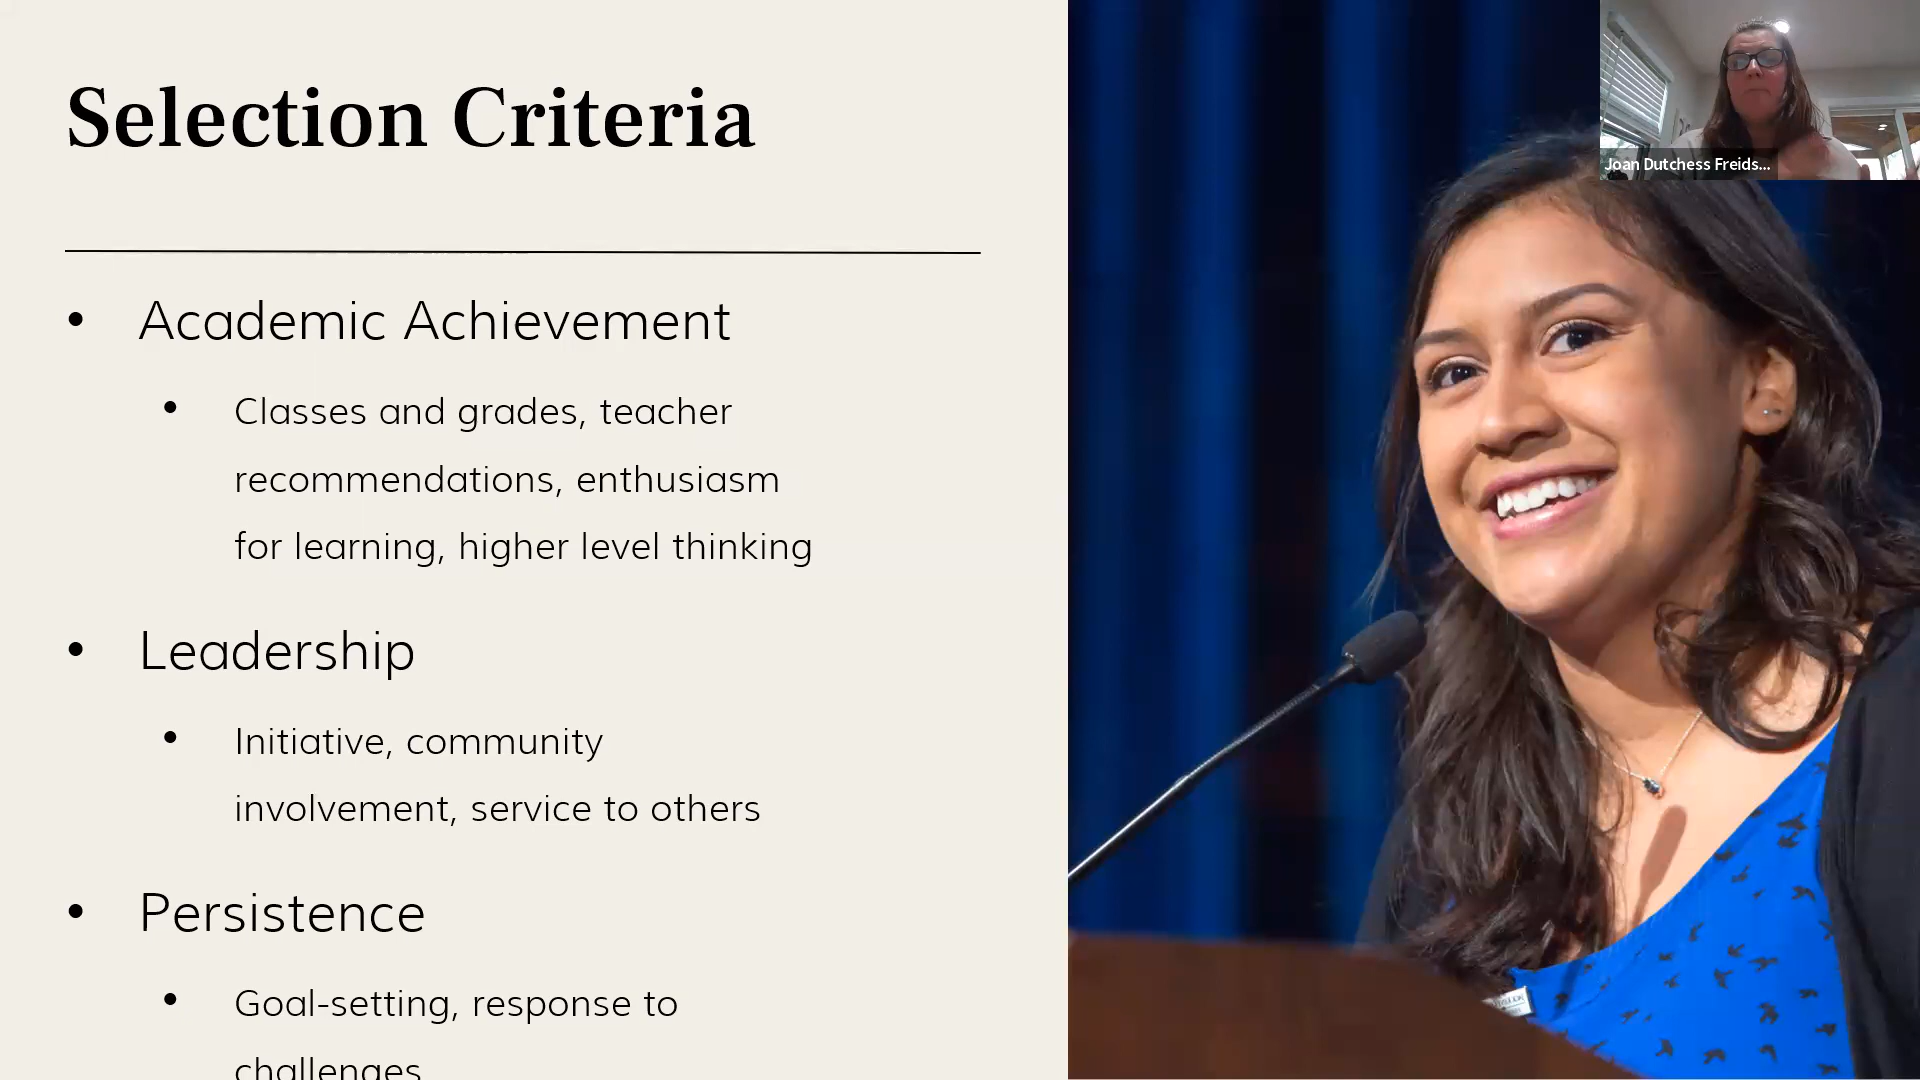 Selection Criteria
• Academic Achievement
• Classes and grades, teacher
recommendations, enthusiasm
for learning, higher level thinking
• Leadership
• Initiative, community
involvement, service to others
• Persistence
• Goal-setting, response to
challenges
Joan Dutchess Freids...